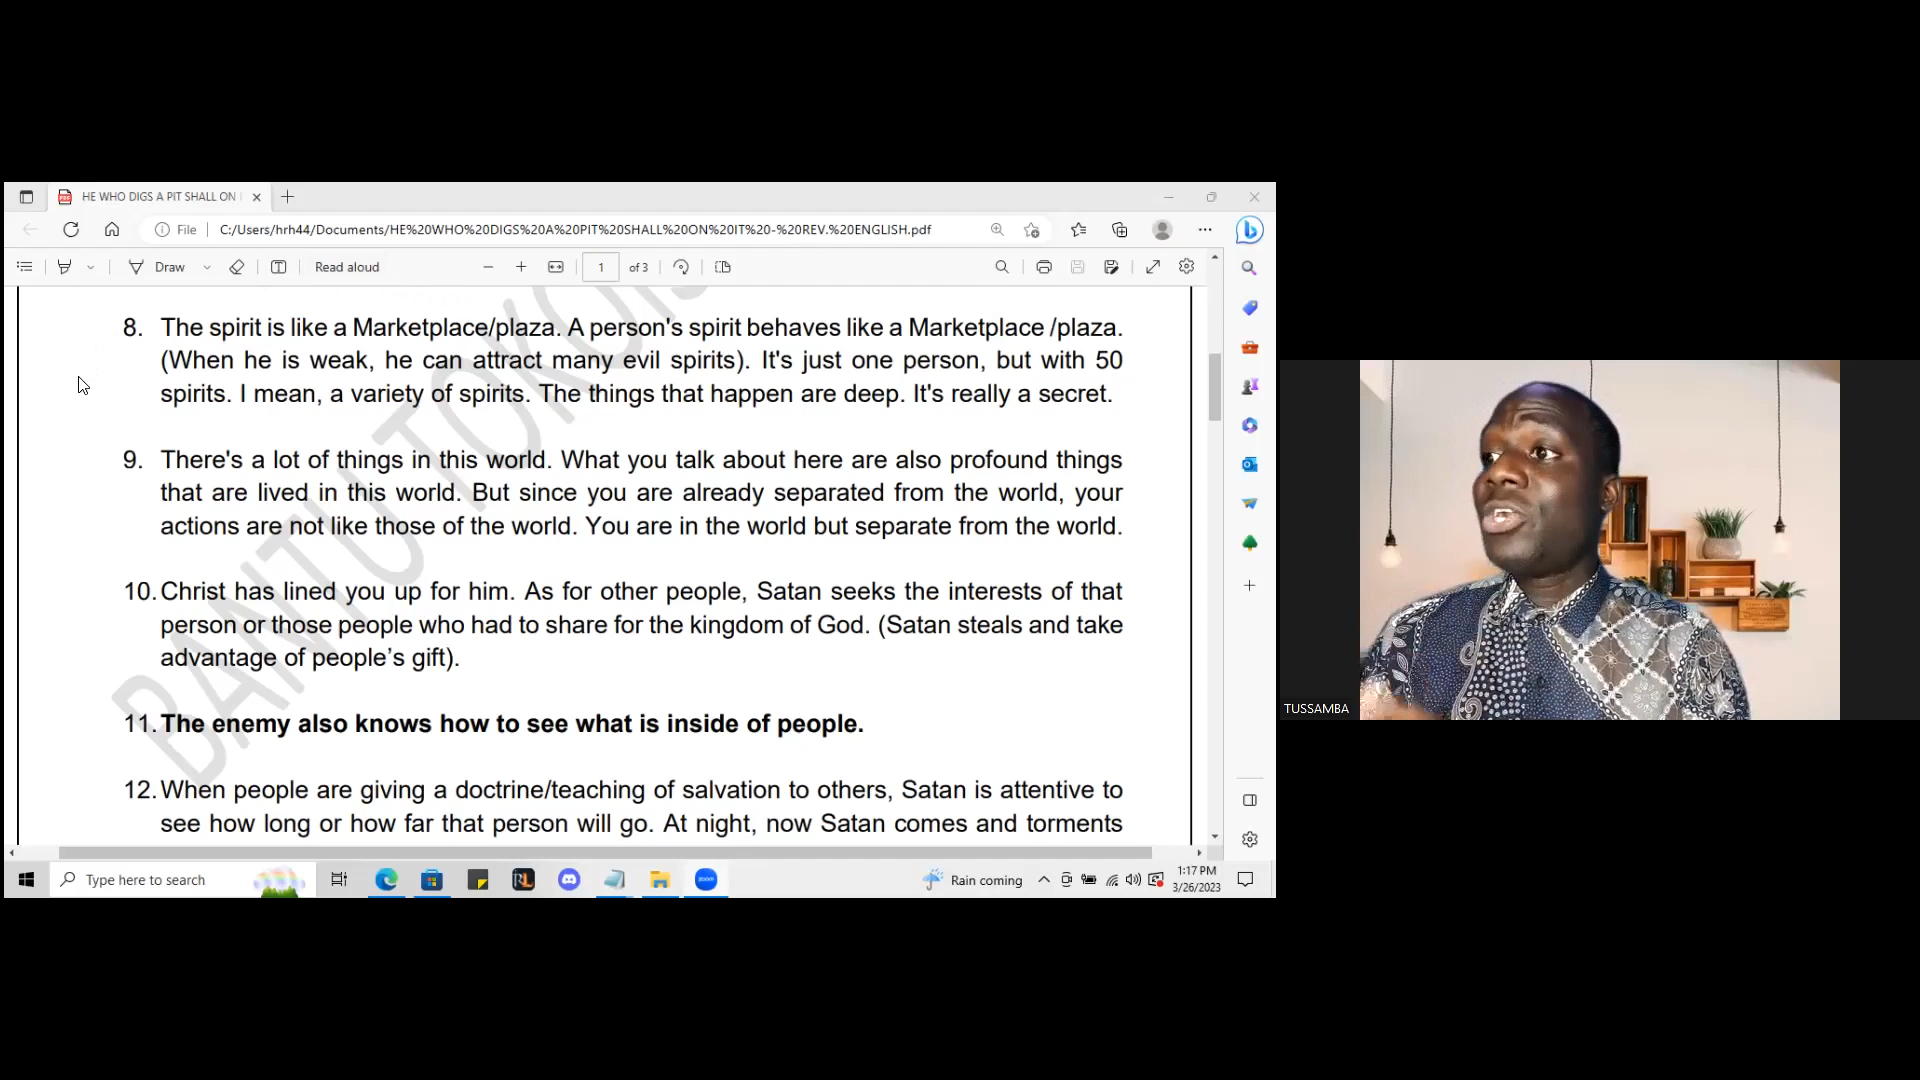 HE WHO DIGS A PIT SHALL ON
File
C:/Users/hrh44/Documents/HE%20WHO%20DIGS%20A%20PIT%20SHALL%20ON%20IT%20-%20REV.%20ENGLISH.pdf
Draw
Read aloud
1
of 3
8. The spirit is like a Marketplace/plaza. A person's spirit behaves like a Marketplace /plaza.
(When he is weak, he can attract many evil spirits). It's just one person, but with 50
spirits. I mean, a variety of spirits. The things that happen are deep. It's really a secret.
9. There's a lot of things in this world. What you talk about here are also profound things
that are lived in this world. But since you are already separated from the world, your
actions are not like those of the world. You are in the world but separate from the world.
10. Christ has lined you up for him. As for other people, Satan seeks the interests of that
person or those people who had to share for the kingdom of God. (Satan steals and take
advantage of people’s gift).
11. The enemy also knows how to see what is inside of people.
12. When people are giving a doctrine/teaching of salvation to others, Satan is attentive to
see how long or how far that person will go. At night, now Satan comes and torments
BANTU TOKO
TUSSAMBA
Type here to search
RL
zoom
Rain coming
1:17 PM
3/26/2023